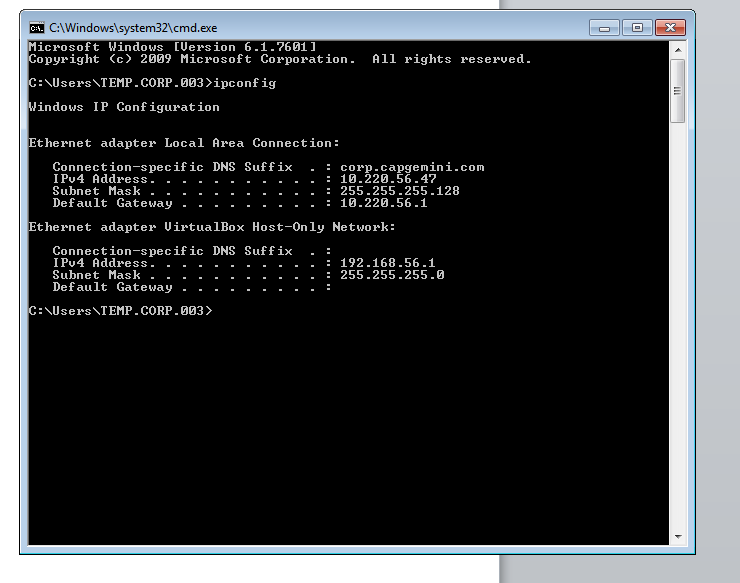 C:\Windows\system32\cmd.exe
Microsoft Windows [Version 6.1.7601]
Copyright (c) 2009 Microsoft Corporation.  All rights reserved.
C:\Users\TEMP.CORP.003>ipconfig
Windows IP Configuration
Ethernet adapter Local Area Connection:
   Connection-specific DNS Suffix  . : corp.capgemini.com
   IPv4 Address. . . . . . . . . . . : 10.220.56.47
   Subnet Mask . . . . . . . . . . . : 255.255.255.128
   Default Gateway . . . . . . . . . : 10.220.56.1
Ethernet adapter VirtualBox Host-Only Network:
   Connection-specific DNS Suffix  . :
   IPv4 Address. . . . . . . . . . . : 192.168.56.1
   Subnet Mask . . . . . . . . . . . : 255.255.255.0
   Default Gateway . . . . . . . . . :
C:\Users\TEMP.CORP.003>